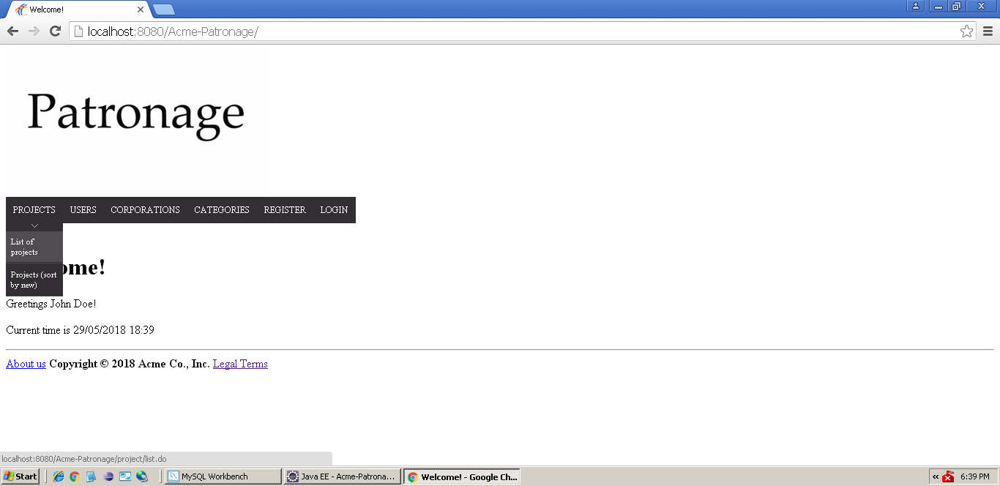 Welcome!
localhost:8080/Acme-Patronage/
Patronage
PROJECTS USERS CORPORATIONS CATEGORIES REGISTER LOGIN
List of
projects
Projects (sort
by new)
ome!
Greetings John Doe!
Current time is 29/05/2018 18:39
About us Copyright © 2018 Acme Co., Inc. Legal Terms
localhost:8080/Acme-Patronage/project/list.do
Start MySQL Workbench Java EE - Acme-Patrona... Welcome! - Google Ch... « 6:39 PM